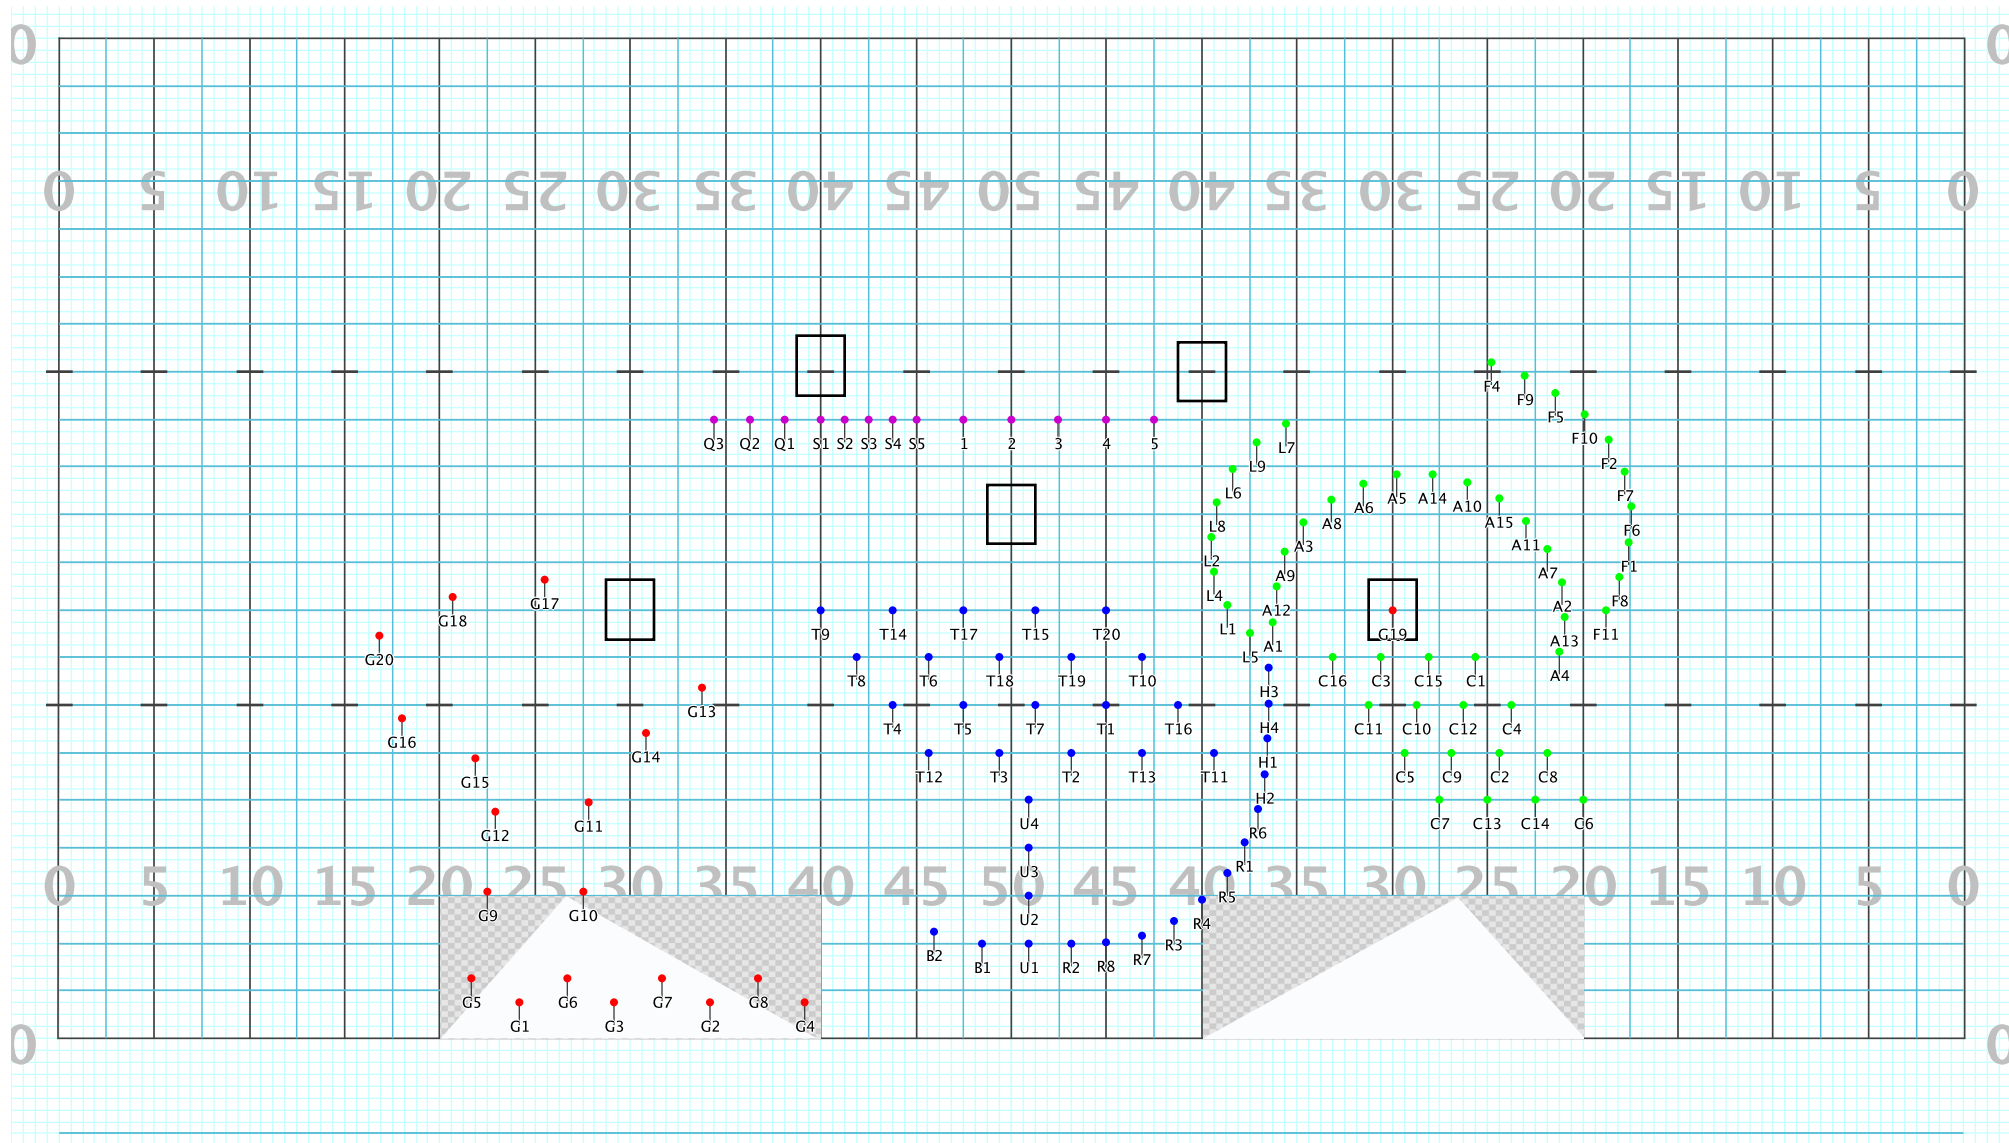 0 0
0 5 10 15 20 25 30 35 40 45 50 45 40 35 30 25 20 15 10 5 0
F4
F9
F5
F10
Q3 Q2 Q1 S1 S2 S3 S4 S5 1 2 3 4 5 L7
L9 F2
L6 F7
A6 A5 A14 A10 A15
L8 A8 F6
A3 A11
L2 A9 A7 F1
L4 A12 A2 F8
G18 G17
L1 T9 T14 T17 T15 T20 G19 F11
A1 A13
G20 L5
T8 T6 T18 T19 T10 C16 C3 C15 C1 A4
H3
G13
G16 T4 T5 T7 T1 T16 H4 C11 C10 C12 C4
G14
G15 T12 T3 T2 T13 T11 H1 C5 C9 C2 C8
H2
G12 G11 U4 R6 C7 C13 C14 C6
U3 R1
0 5 10 15 20 25 30 35 40 45 50 45 40 35 30 25 20 15 10 5 0
R5
G9 G10 U2 R4
B2 B1 U1 R2 R8 R7 R3
G5 G6 G7 G8
G1 G3 G2 G4
0 0